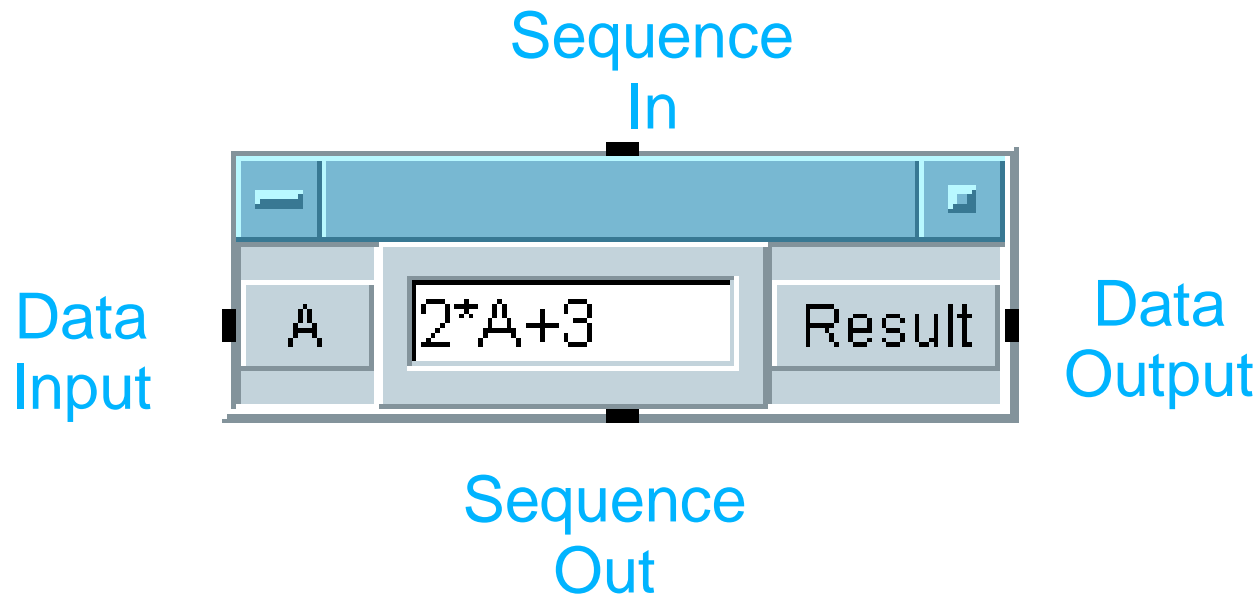 Sequence
In
Data
Input
A
2*A+3
Result
Data
Output
Sequence
Out